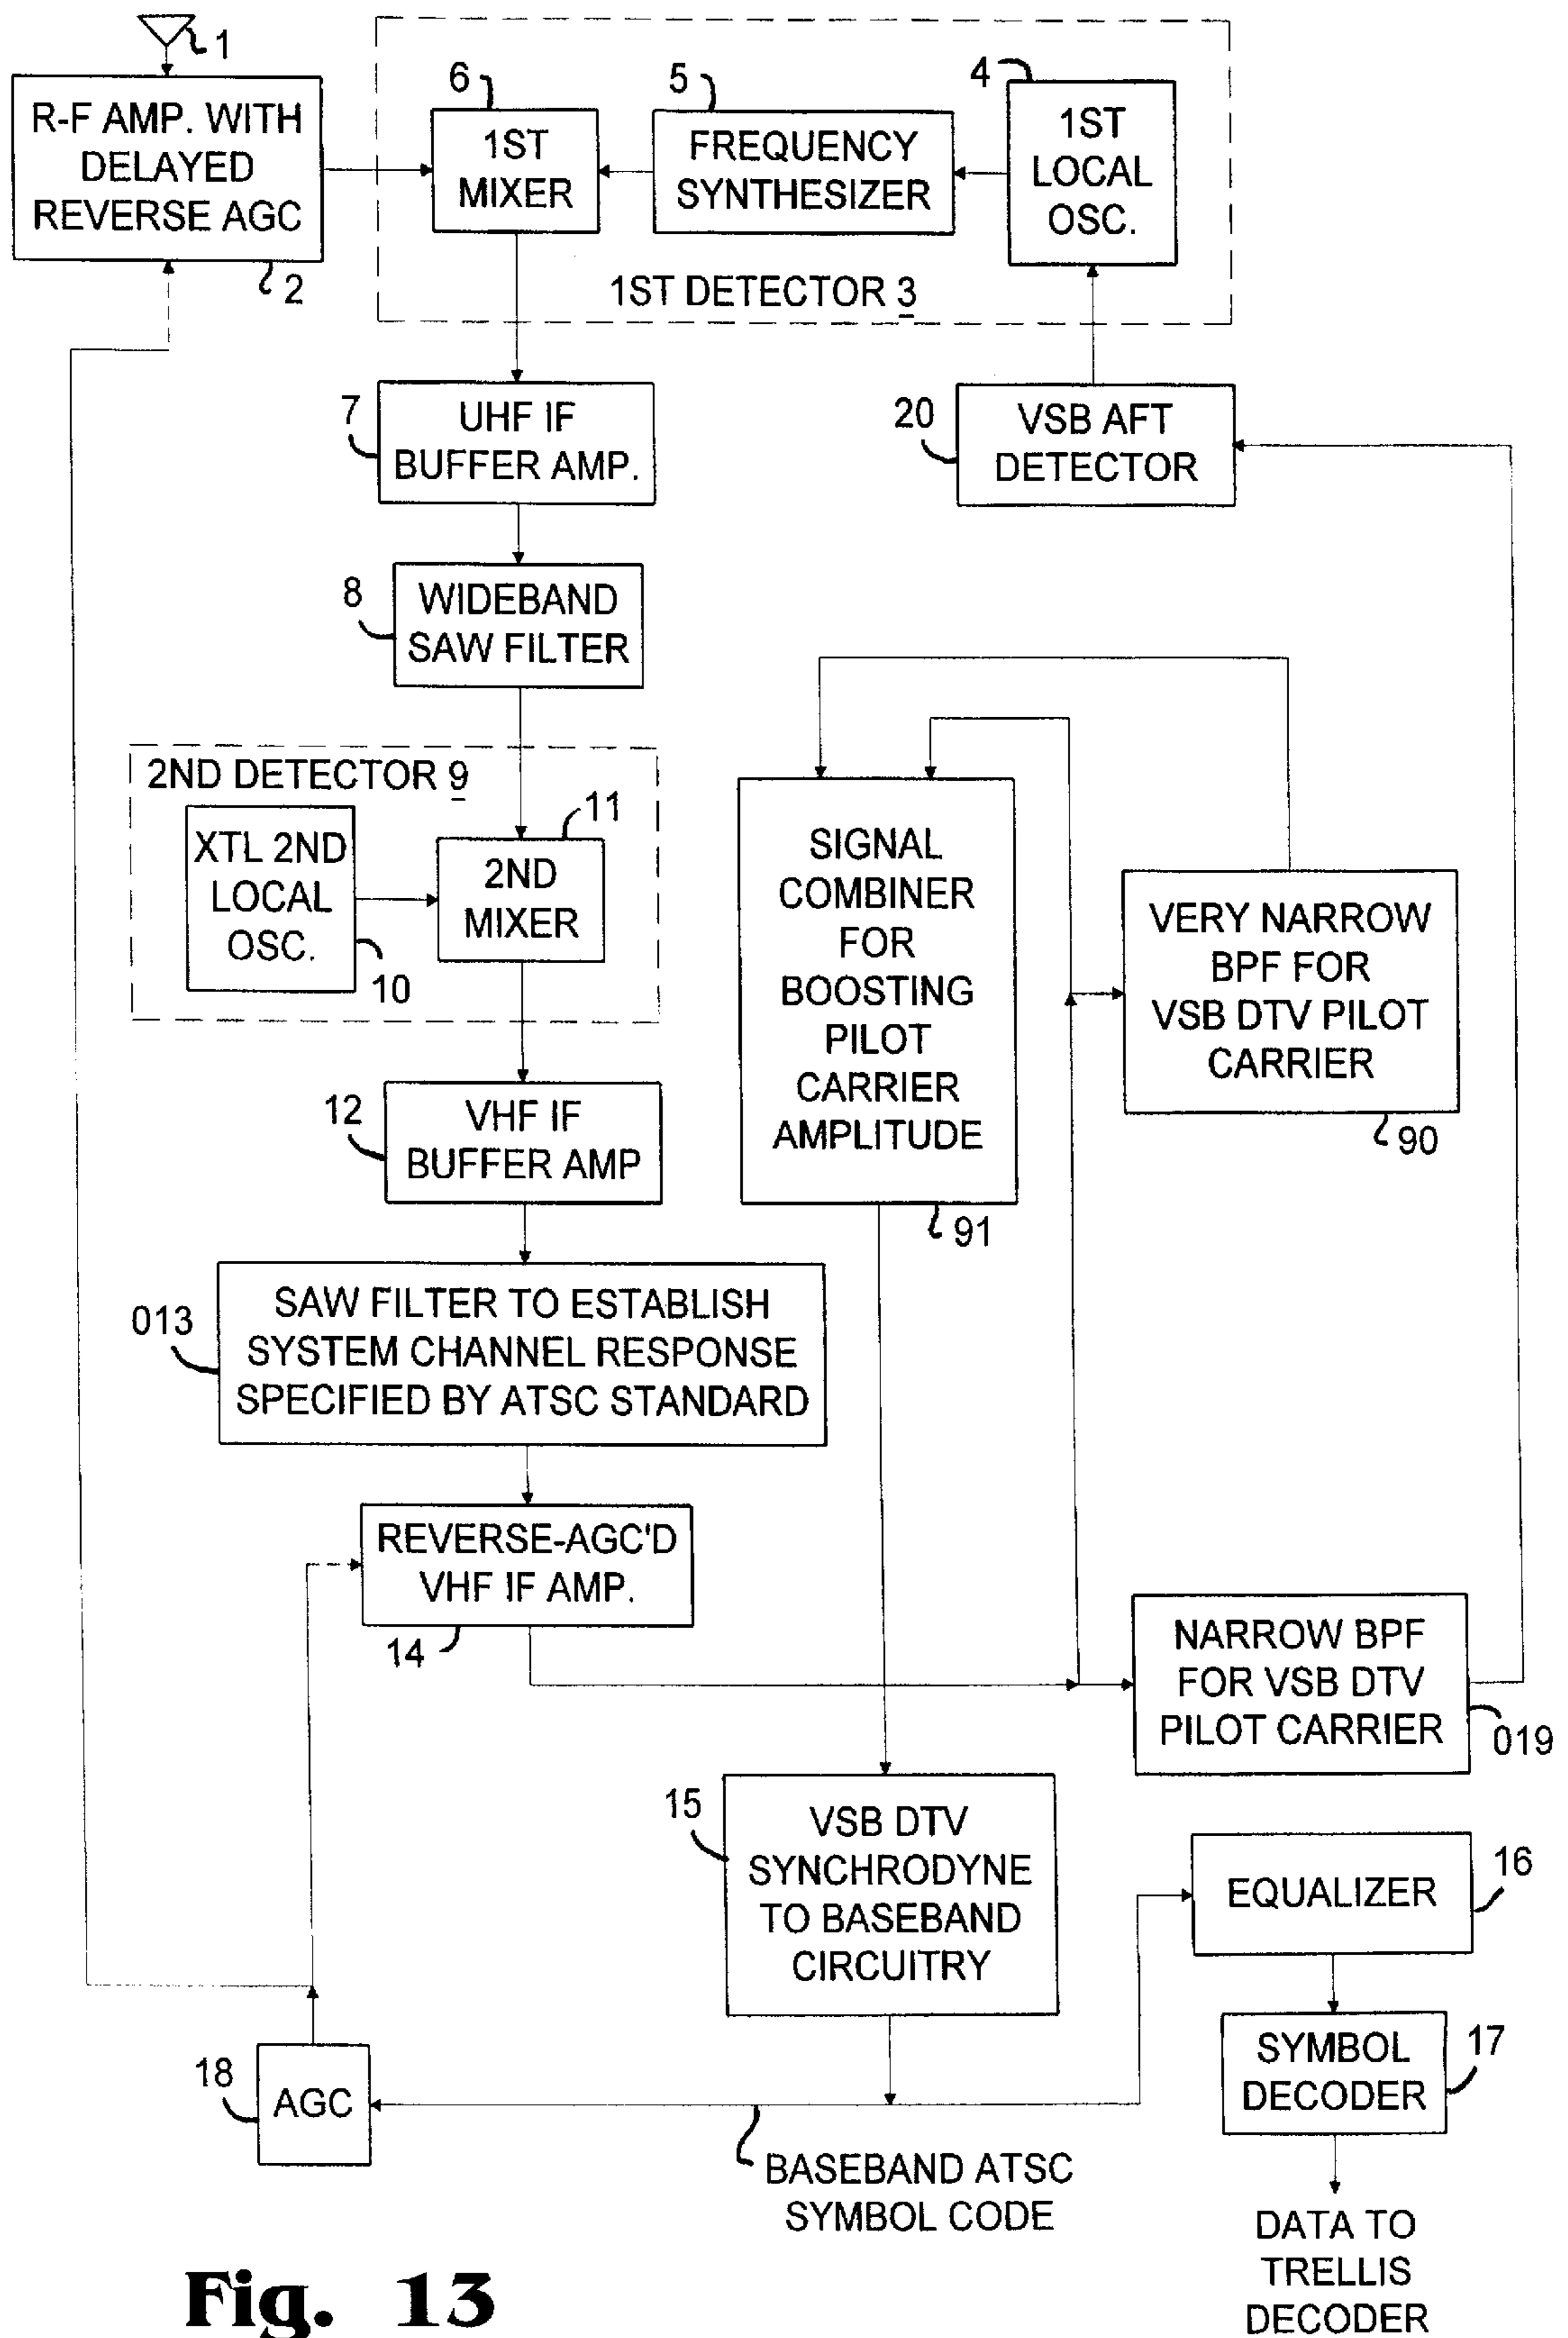 1
R-F AMP. WITH
DELAYED
REVERSE AGC
2
6
1ST
MIXER
5
FREQUENCY
SYNTHESIZER
4
1ST
LOCAL
OSC.
1ST DETECTOR 3
7
UHF IF
BUFFER AMP.
20
VSB AFT
DETECTOR
8
WIDEBAND
SAW FILTER
2ND DETECTOR 9
XTL 2ND
LOCAL
OSC.
10
11
2ND
MIXER
SIGNAL
COMBINER
FOR
BOOSTING
PILOT
CARRIER
AMPLITUDE
91
VERY NARROW
BPF FOR
VSB DTV PILOT
CARRIER
90
12
VHF IF
BUFFER AMP
013
SAW FILTER TO ESTABLISH
SYSTEM CHANNEL RESPONSE
SPECIFIED BY ATSC STANDARD
REVERSE-AGC'D
VHF IF AMP.
14
NARROW BPF
FOR VSB DTV
PILOT CARRIER
019
15
VSB DTV
SYNCHRODYNE
TO BASEBAND
CIRCUITRY
EQUALIZER
16
18
AGC
SYMBOL
DECODER
17
BASEBAND ATSC
SYMBOL CODE
DATA TO
TRELLIS
DECODER
Fig. 13